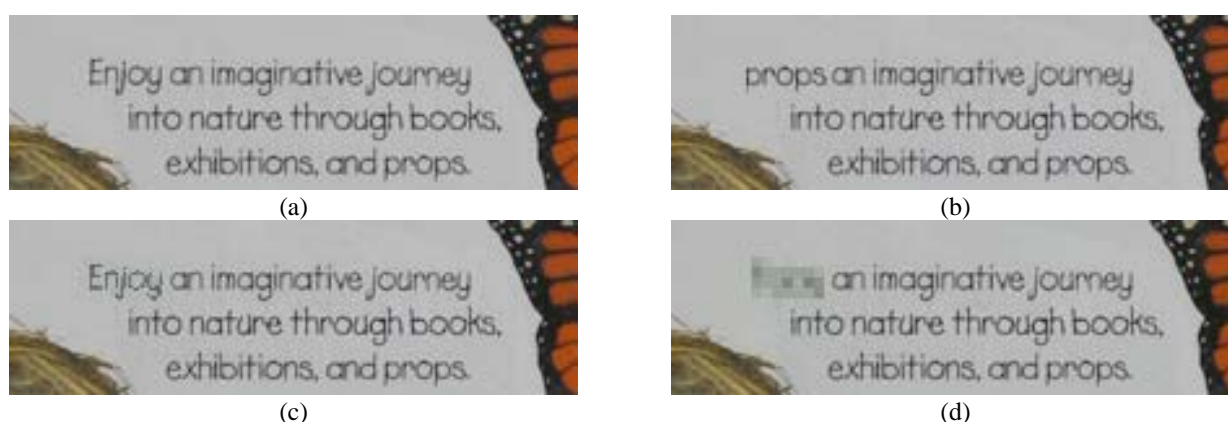 Enjoy an imaginative journey
into nature through books,
exhibitions, and props.
(a)
props an imaginative journey
into nature through books,
exhibitions, and props.
(b)
Enjoy an imaginative journey
into nature through books,
exhibitions, and props.
(c)
an imaginative journey
into nature through books,
exhibitions, and props.
(d)